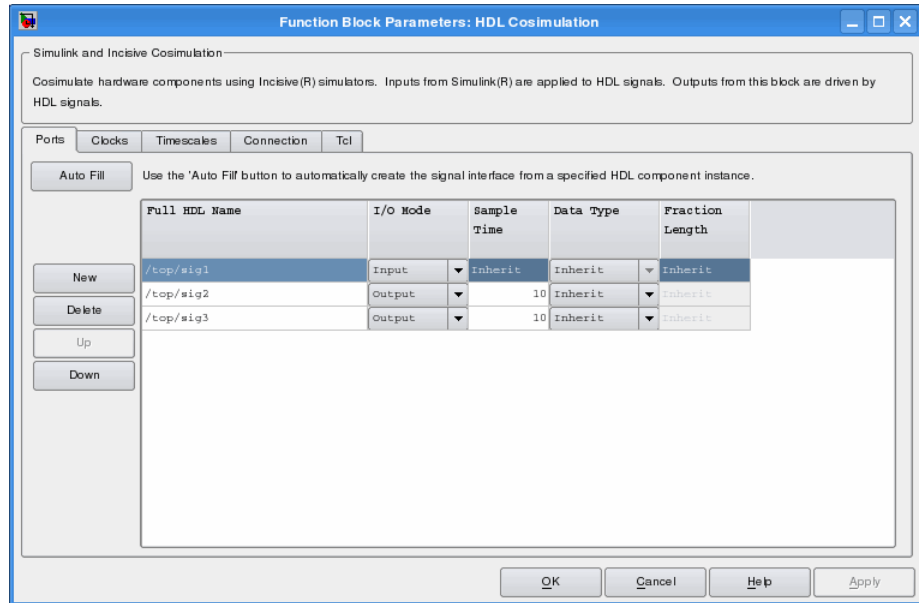 Function Block Parameters: HDL Cosimulation
Simulink and Incisive Cosimulation
Cosimulate hardware components using Incisive(R) simulators. Inputs from Simulink(R) are applied to HDL signals. Outputs from this block are driven by
HDL signals.
Ports Clocks Timescales Connection Tcl
Auto Fill Use the 'Auto Fill' button to automatically create the signal interface from a specified HDL component instance.
Full HDL Name I/O Mode Sample Time Data Type Fraction Length
New
Delete
Up
Down
/top/sig1 Input Inherit Inherit Inherit
/top/sig2 Output 10 Inherit Inherit
/top/sig3 Output 10 Inherit Inherit
OK Cancel Help Apply